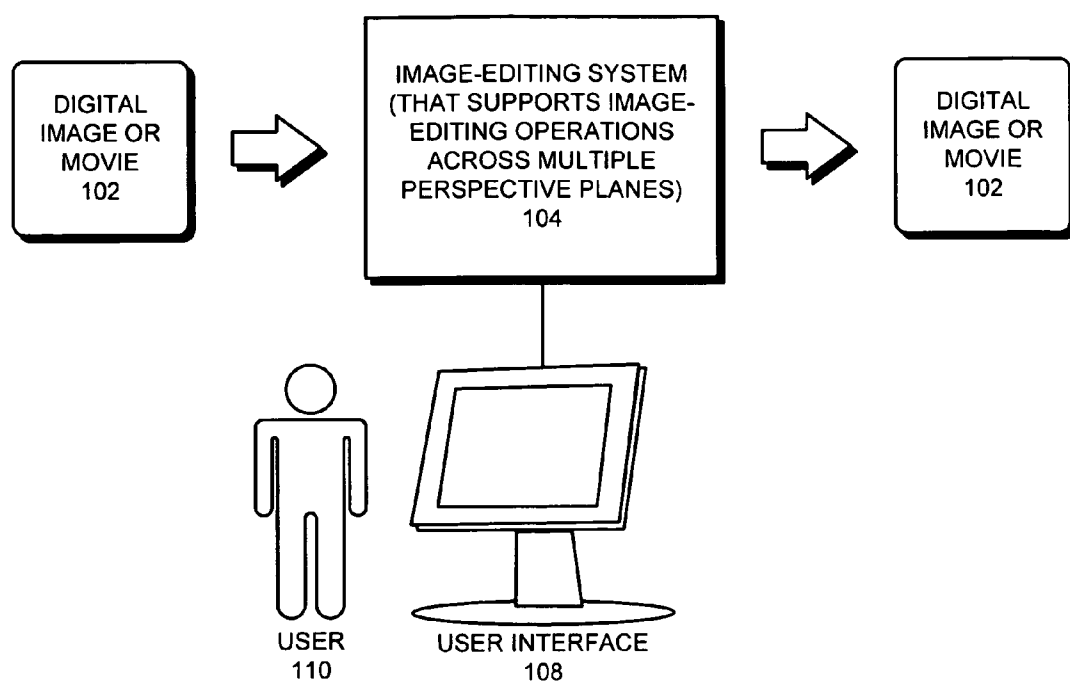 DIGITAL
IMAGE OR
MOVIE
102
IMAGE-EDITING SYSTEM
(THAT SUPPORTS IMAGE-
EDITING OPERATIONS
ACROSS MULTIPLE
PERSPECTIVE PLANES)
104
DIGITAL
IMAGE OR
MOVIE
102
USER
110
USER INTERFACE
108